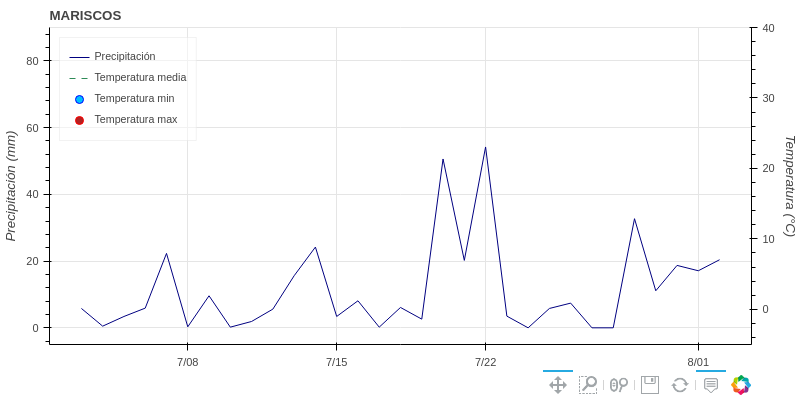 MARISCOS
Precipitación
Temperatura media
Temperatura min
Temperatura max
Precipitación (mm)
80
60
40
20
0
Temperatura (°C)
40
30
20
10
0
7/08
7/15
7/22
8/01